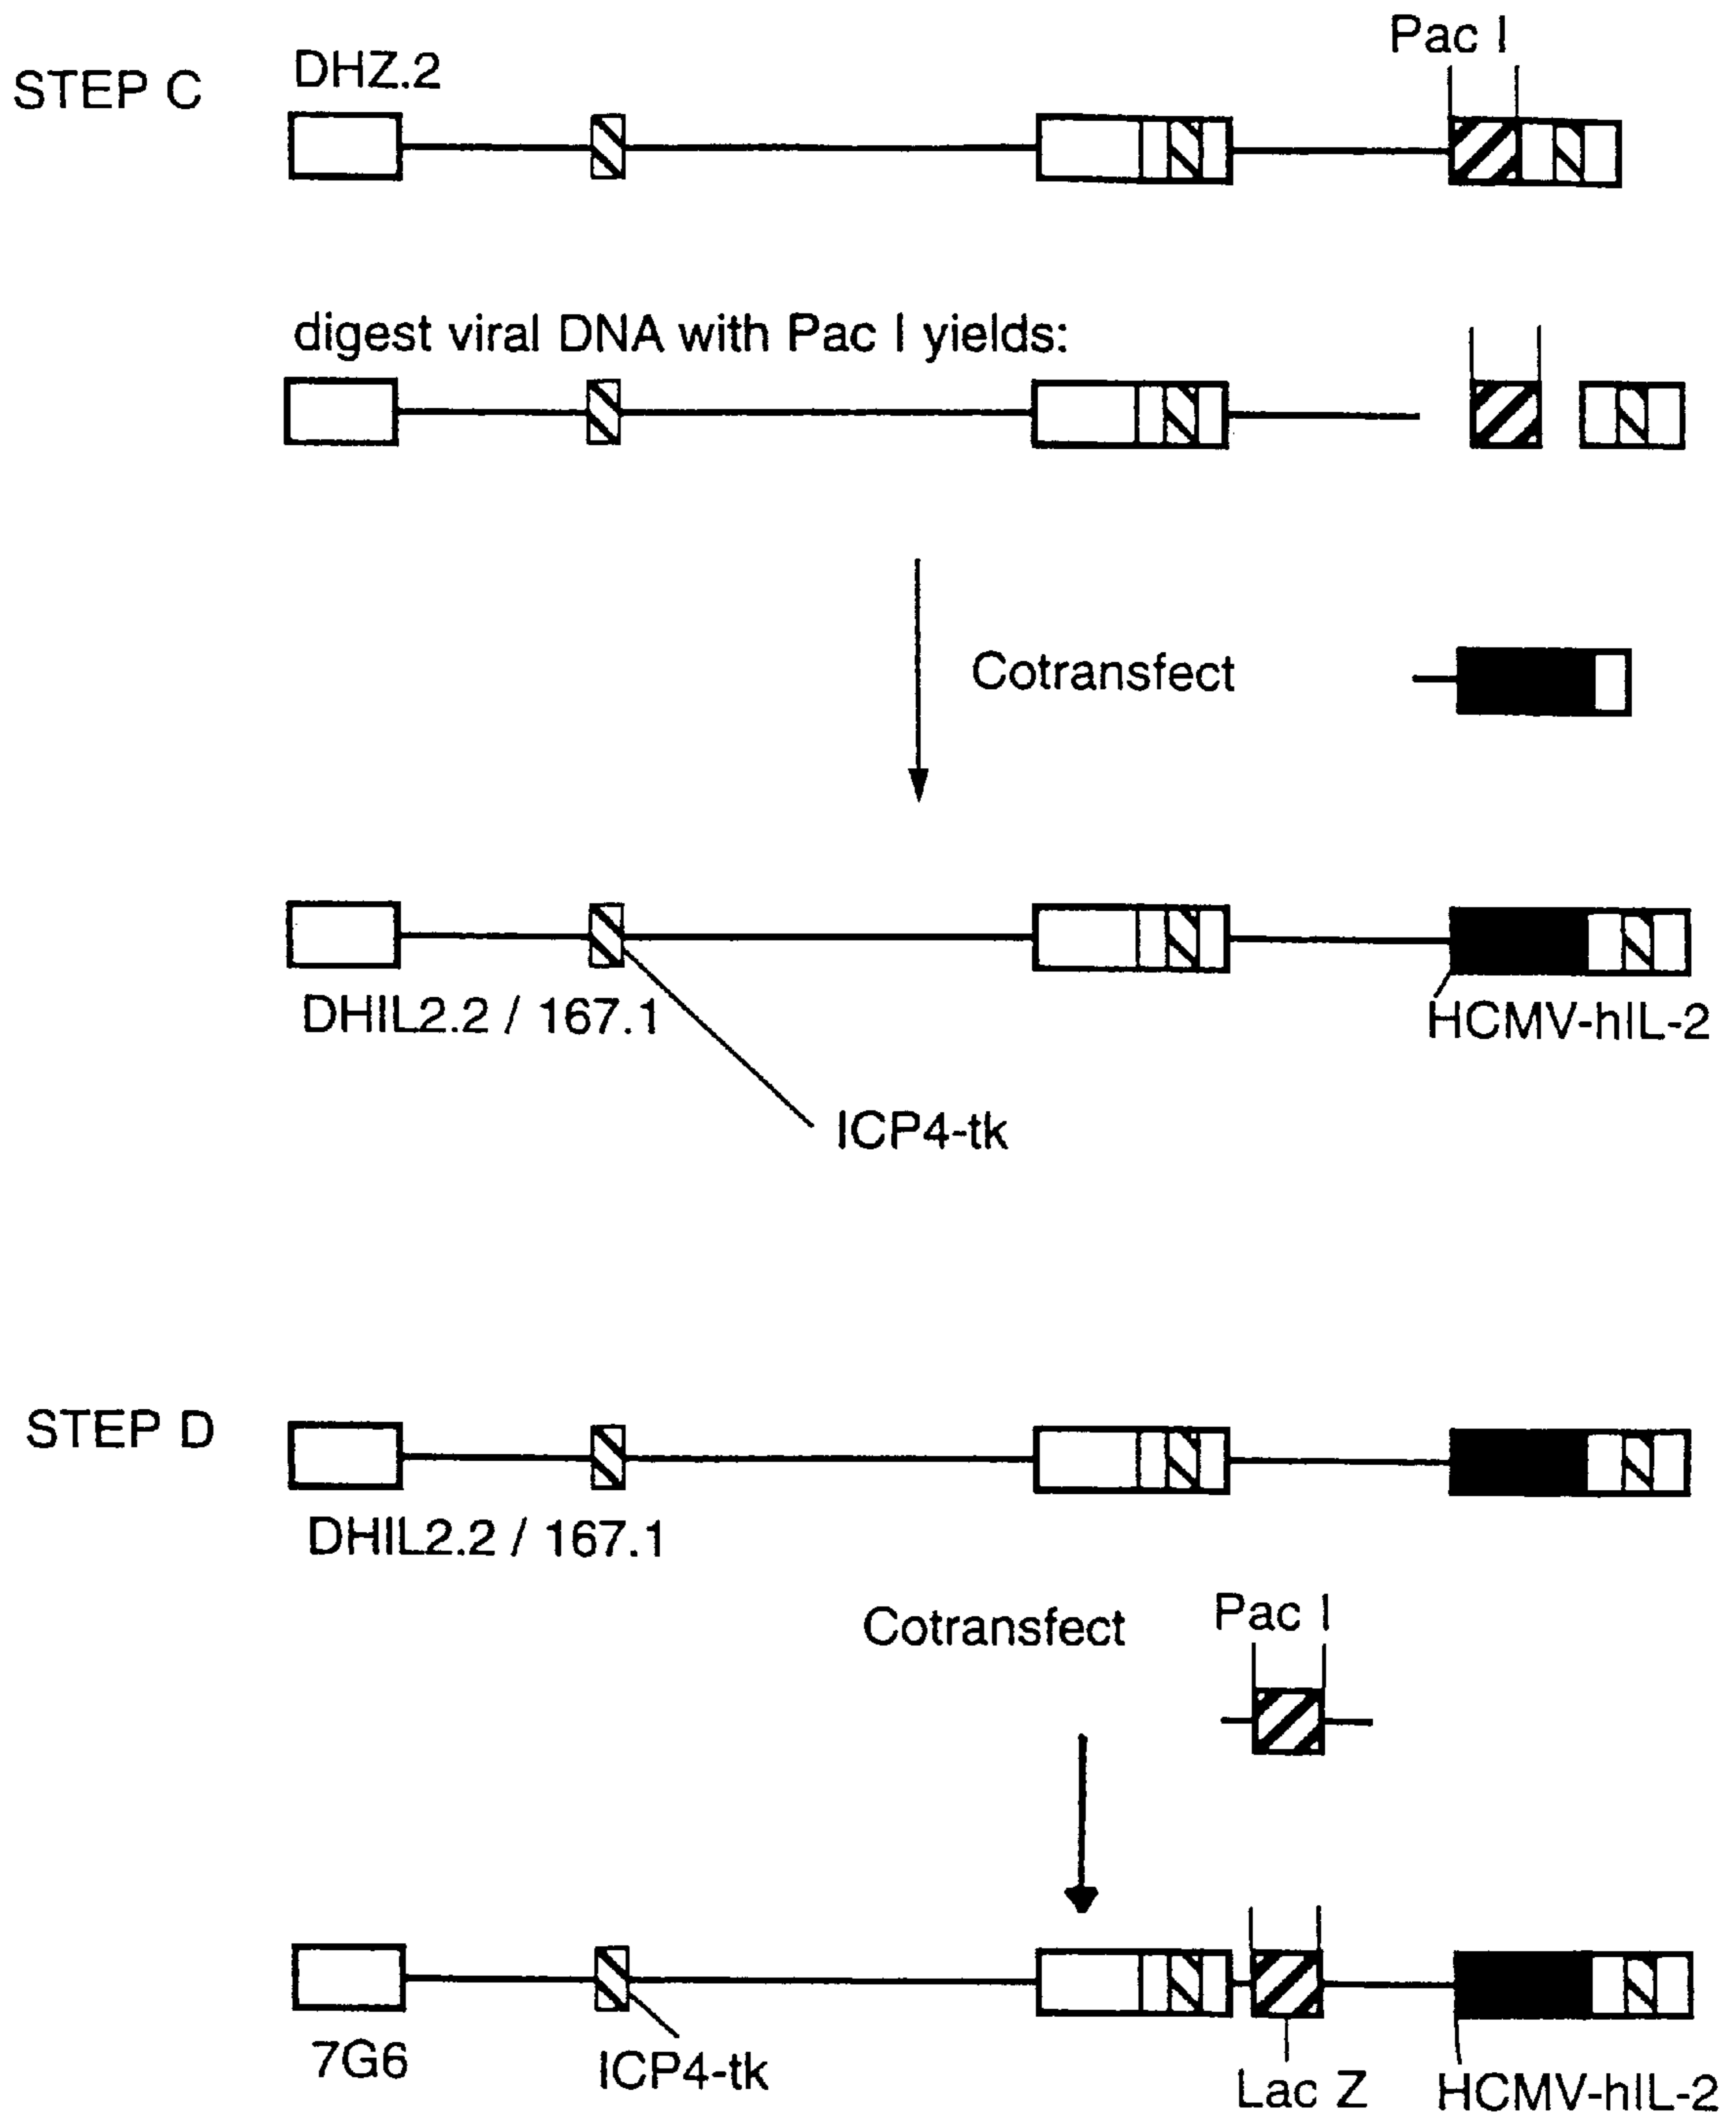 Pac I
STEP C
DHZ.2
digest viral DNA with Pac I yields:
Cotransfect
DHIL2.2 / 167.1
HCMV-hIL-2
ICP4-tk
STEP D
DHIL2.2 / 167.1
Cotransfect
Pac I
7G6
ICP4-tk
Lac Z
HCMV-hIL-2